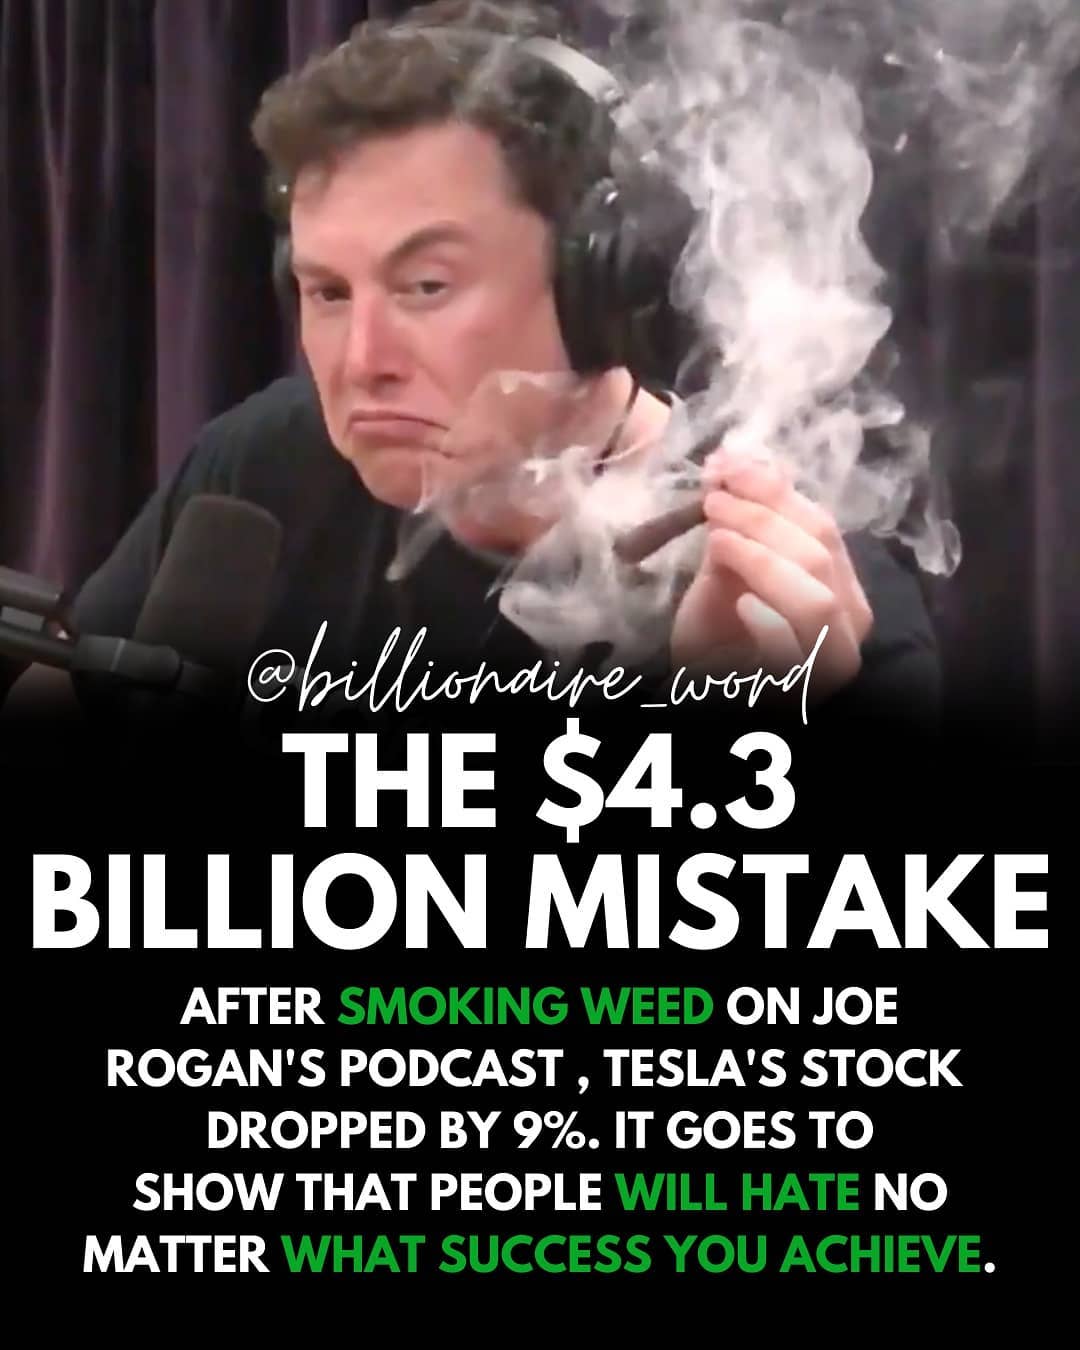 @billionaire_word
THE $4.3
BILLION MISTAKE
AFTER SMOKING WEED ON JOE
ROGAN'S PODCAST , TESLA'S STOCK
DROPPED BY 9%. IT GOES TO
SHOW THAT PEOPLE WILL HATE NO
MATTER WHAT SUCCESS YOU ACHIEVE.